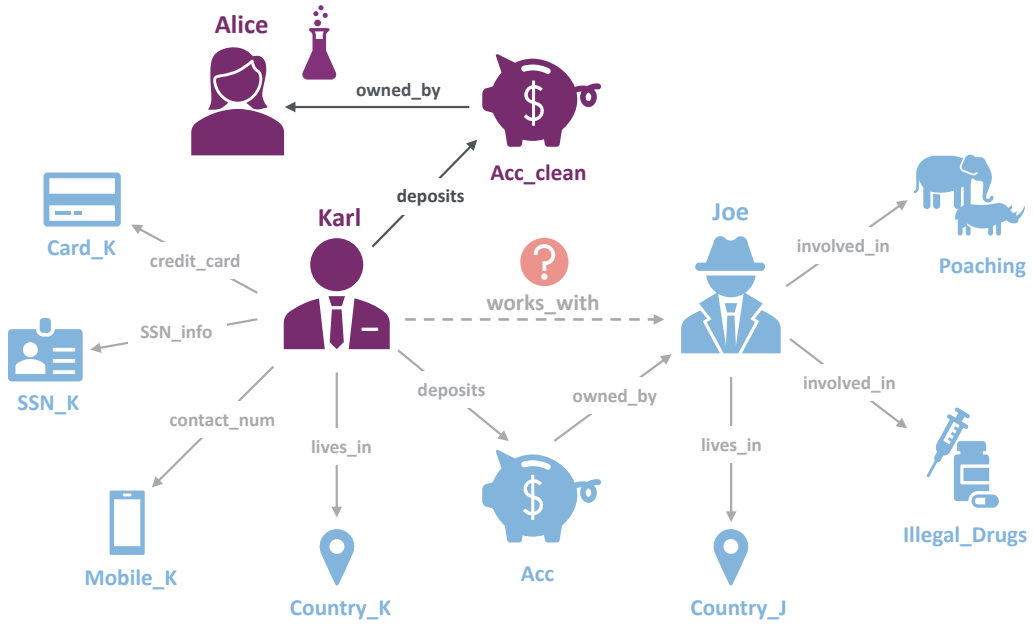 Alice
owned_by
$
Acc_clean
deposits
Karl
Joe
Card_K
credit_card
?
works_with
involved_in
Poaching
SSN_info
SSN_K
contact_num
deposits
owned_by
involved_in
lives_in
lives_in
$
Mobile_K
Country_K
Acc
Country_J
Illegal_Drugs